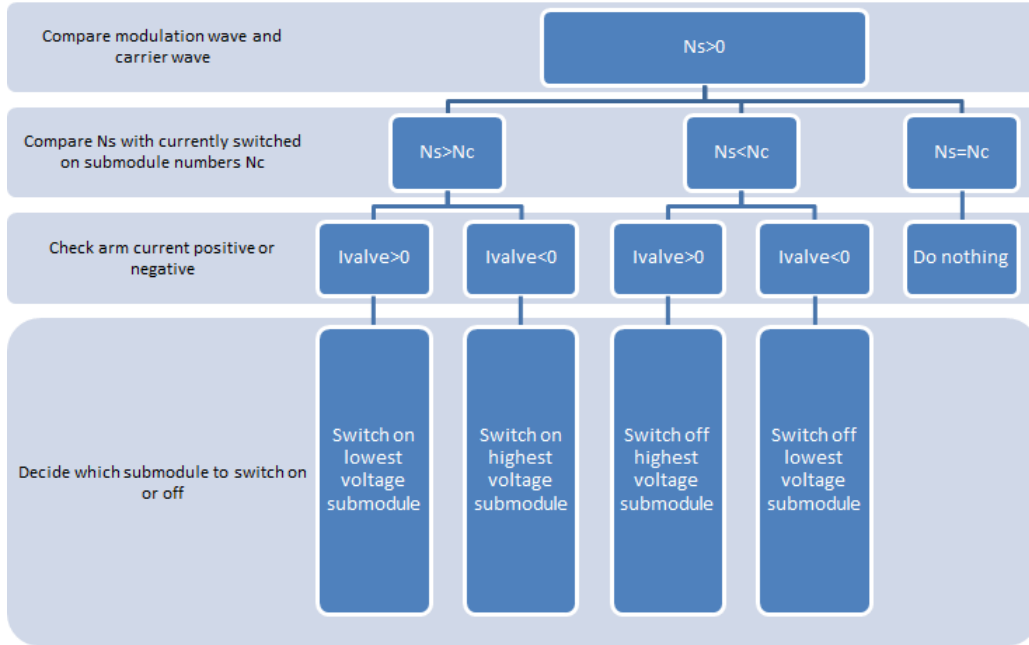 Compare modulation wave and
carrier wave
Ns>0
Compare Ns with currently switched
on submodule numbers Nc
Ns>Nc
Ns<Nc
Ns=Nc
Check arm current positive or
negative
Ivalve>0
Ivalve<0
Ivalve>0
Ivalve<0
Do nothing
Decide which submodule to switch on
or off
Switch on
lowest
voltage
submodule
Switch on
highest
voltage
submodule
Switch off
highest
voltage
submodule
Switch off
lowest
voltage
submodule